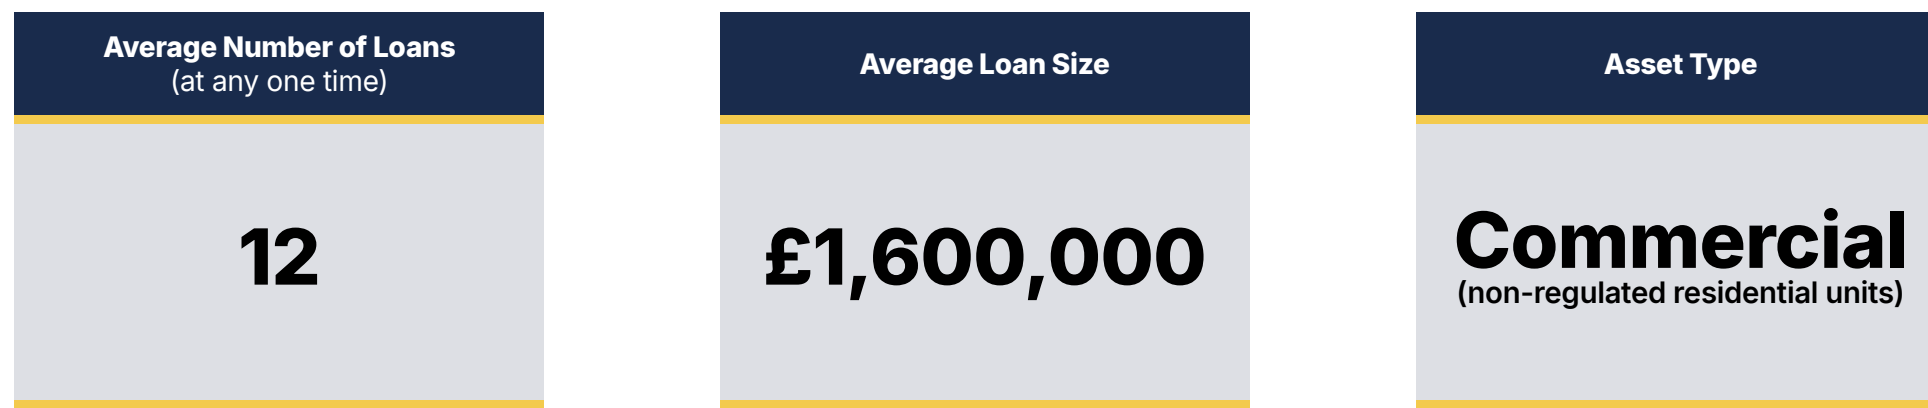 Average Number of Loans
(at any one time)
12
Average Loan Size
£1,600,000
Asset Type
Commercial
(non-regulated residential units)